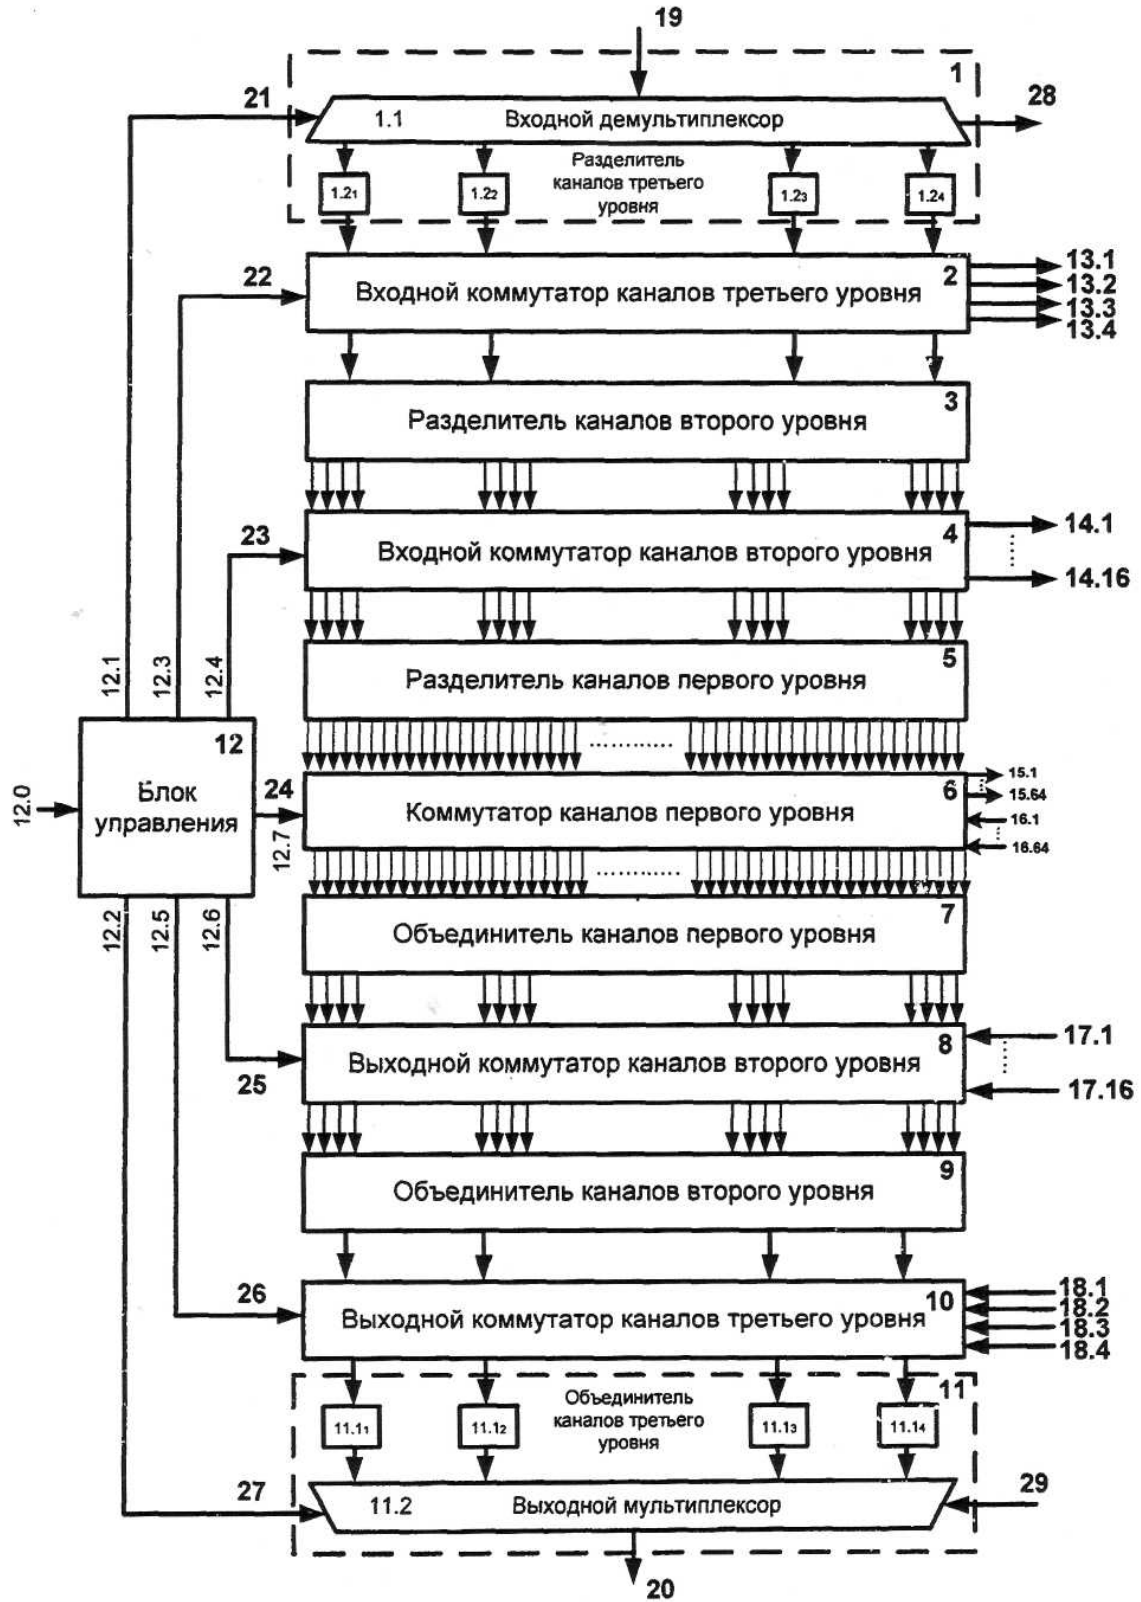 19
1
21
28
1.1 Входной демультиплексор
Разделитель
каналов третьего
уровня
1.2₁
1.2₂
1.2₃
1.2₄
22
2
Входной коммутатор каналов третьего уровня
13.1
13.2
13.3
13.4
3
Разделитель каналов второго уровня
23
4
Входной коммутатор каналов второго уровня
14.1
14.16
5
Разделитель каналов первого уровня
12.1
12.3
12.4
12
Блок
управления
12.0
24
12.7
6
Коммутатор каналов первого уровня
15.1
15.64
16.1
16.64
12.2
12.5
12.6
7
Объединитель каналов первого уровня
25
8
Выходной коммутатор каналов второго уровня
17.1
17.16
9
Объединитель каналов второго уровня
26
10
Выходной коммутатор каналов третьего уровня
18.1
18.2
18.3
18.4
11
Объединитель
каналов третьего
уровня
11.1₁
11.1₂
11.1₃
11.1₄
27
11.2 Выходной мультиплексор
29
20